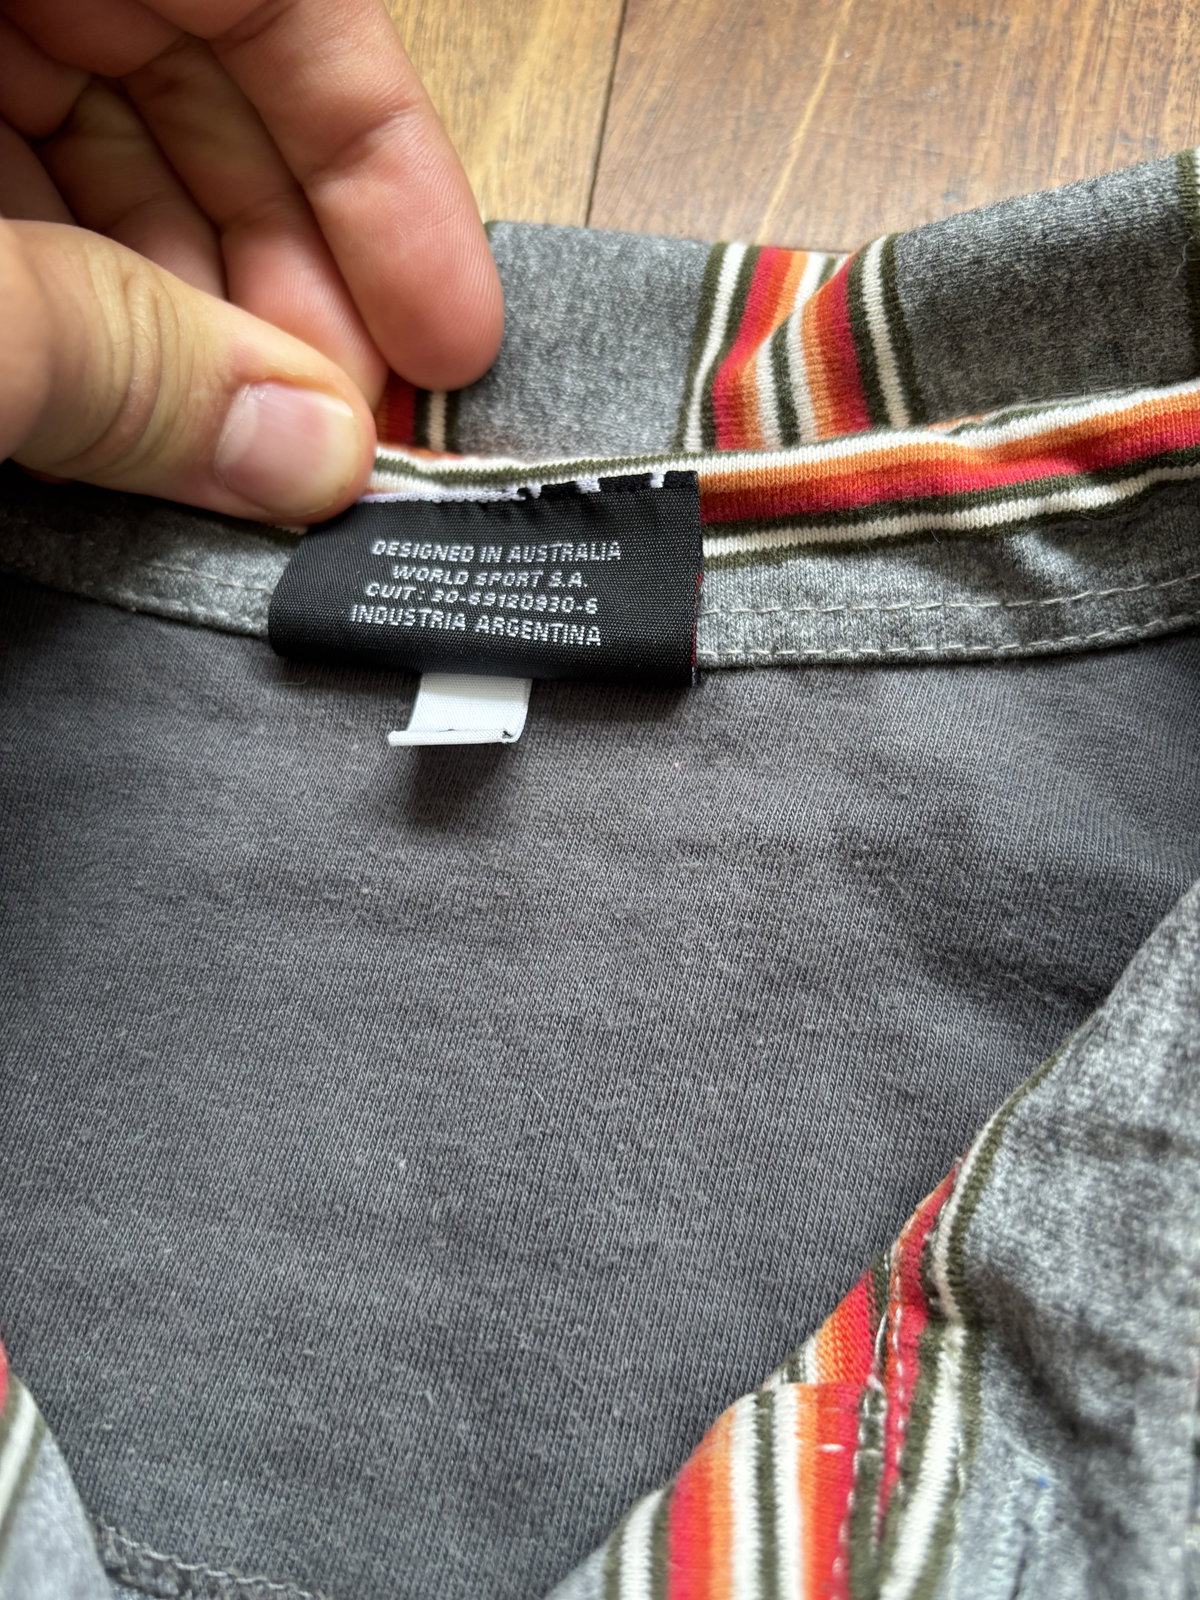 DESIGNED IN AUSTRALIA
WORLD SPORT S.A.
CUIT: 30-69120930-6
INDUSTRIA ARGENTINA